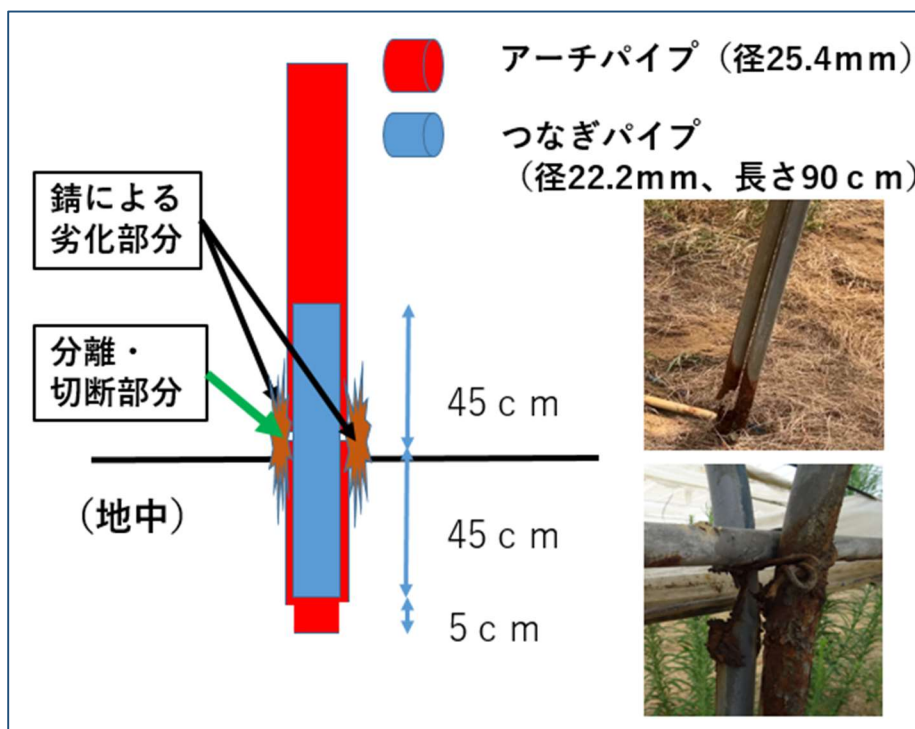 アーチパイプ（径25.4mm）
つなぎパイプ
（径22.2mm、長さ90ｃm）
錆による
劣化部分
分離・
切断部分
45ｃm
（地中）
45ｃm
5ｃm